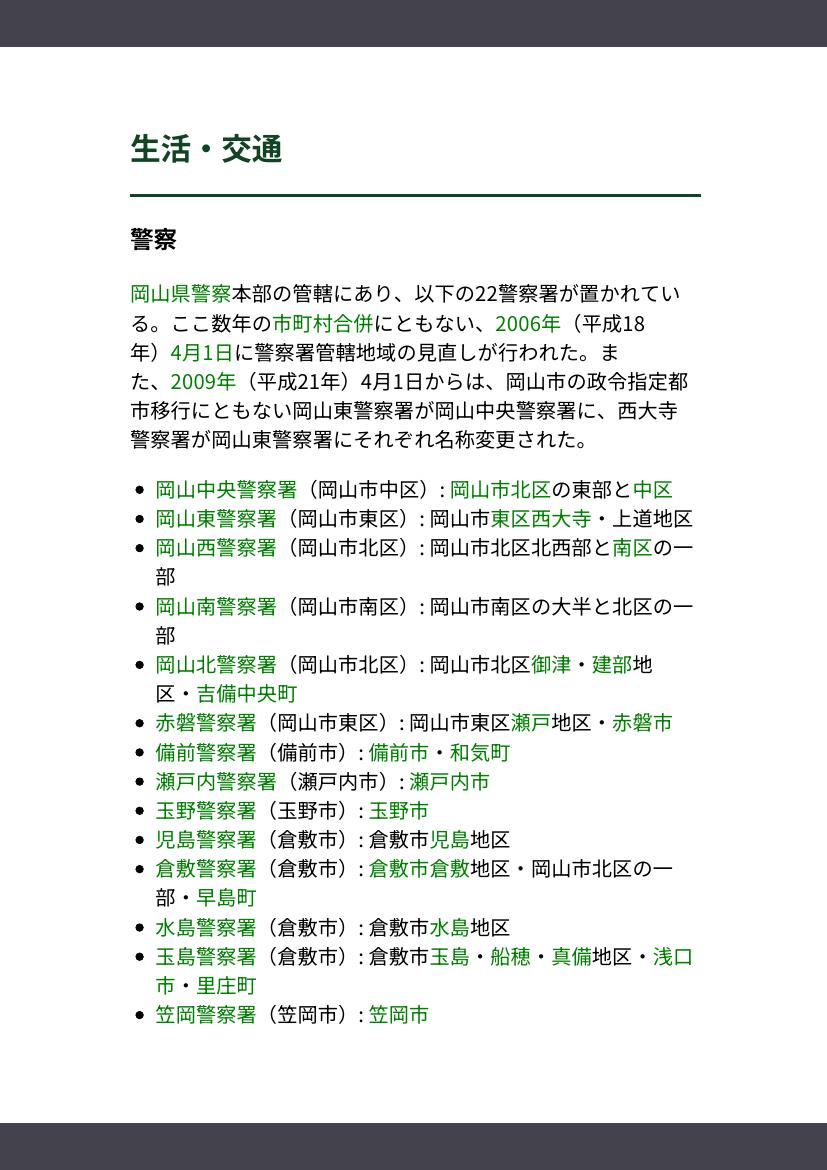 生活・交通
警察
岡山県警察本部の管轄にあり、以下の22警察署が置かれてい
る。ここ数年の市町村合併にともない、2006年（平成18
年）4月1日に警察署管轄地域の見直しが行われた。ま
た、2009年（平成21年）4月1日からは、岡山市の政令指定都
市移行にともない岡山東警察署が岡山中央警察署に、西大寺
警察署が岡山東警察署にそれぞれ名称変更された。
• 岡山中央警察署（岡山市中区）: 岡山市北区の東部と中区
• 岡山東警察署（岡山市東区）: 岡山市東区西大寺・上道地区
• 岡山西警察署（岡山市北区）: 岡山市北区北西部と南区の一
部
• 岡山南警察署（岡山市南区）: 岡山市南区の大半と北区の一
部
• 岡山北警察署（岡山市北区）: 岡山市北区御津・建部地
区・吉備中央町
• 赤磐警察署（岡山市東区）: 岡山市東区瀬戸地区・赤磐市
• 備前警察署（備前市）: 備前市・和気町
• 瀬戸内警察署（瀬戸内市）: 瀬戸内市
• 玉野警察署（玉野市）: 玉野市
• 児島警察署（倉敷市）: 倉敷市児島地区
• 倉敷警察署（倉敷市）: 倉敷市倉敷地区・岡山市北区の一
部・早島町
• 水島警察署（倉敷市）: 倉敷市水島地区
• 玉島警察署（倉敷市）: 倉敷市玉島・船穂・真備地区・浅口
市・里庄町
• 笠岡警察署（笠岡市）: 笠岡市